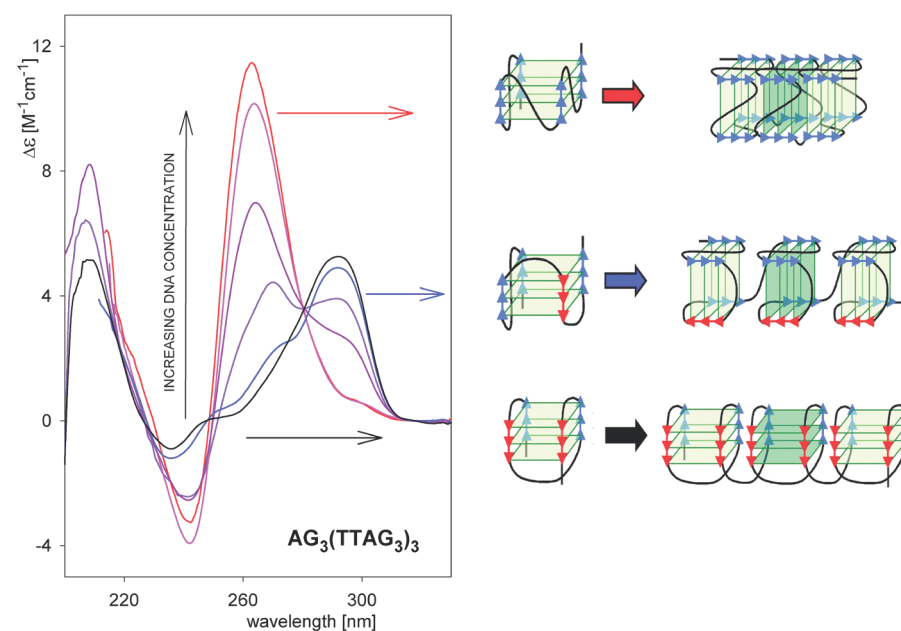 12
8
4
0
-4
Δε [M⁻¹cm⁻¹]
INCREASING DNA CONCENTRATION
AG₃(TTAG₃)₃
220 260 300
wavelength [nm]